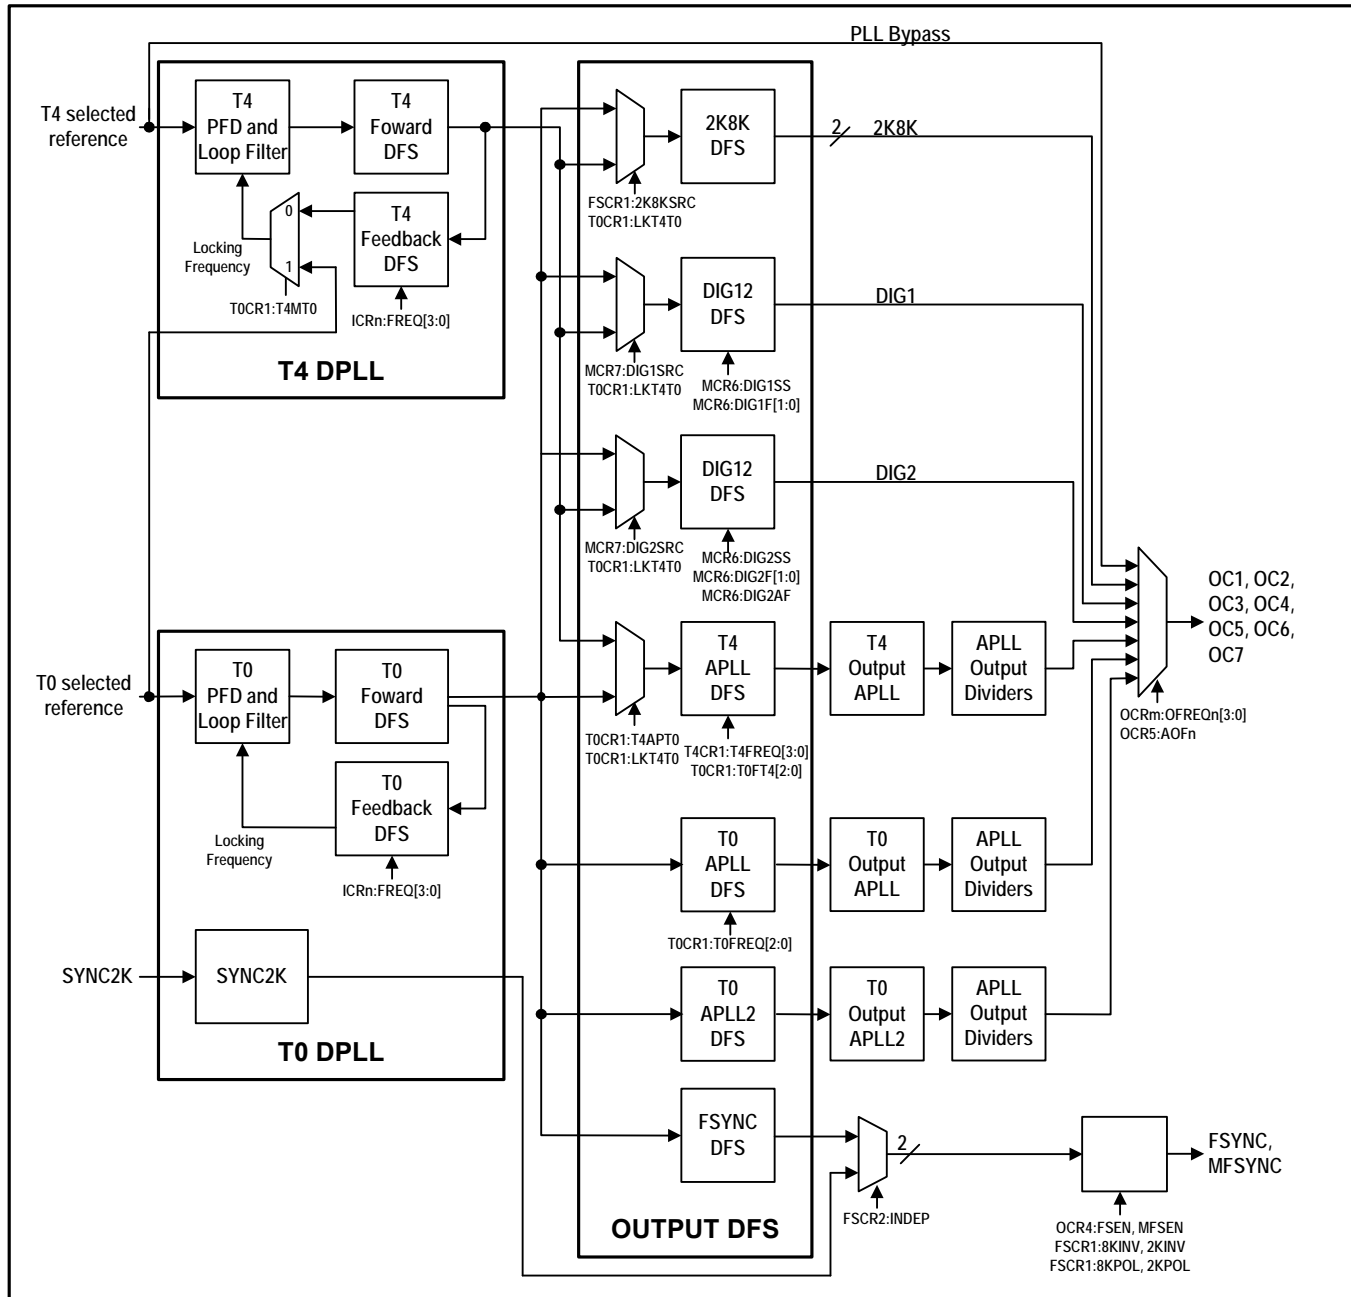 PLL Bypass
T4 selected
reference
T4
PFD and
Loop Filter
T4
Foward
DFS
0
1
T4
Feedback
DFS
Locking
Frequency
T0CR1:T4MT0
ICRn:FREQ[3:0]
T4 DPLL
2K8K
DFS
2
2K8K
FSCR1:2K8KSRC
T0CR1:LKT4T0
DIG12
DFS
DIG1
MCR7:DIG1SRC
T0CR1:LKT4T0
MCR6:DIG1SS
MCR6:DIG1F[1:0]
DIG12
DFS
DIG2
MCR7:DIG2SRC
T0CR1:LKT4T0
MCR6:DIG2SS
MCR6:DIG2F[1:0]
MCR6:DIG2AF
OC1, OC2,
OC3, OC4,
OC5, OC6,
OC7
OCRm:OFREQn[3:0]
OCR5:AOFn
T0 selected
reference
T0
PFD and
Loop Filter
T0
Foward
DFS
T0
Feedback
DFS
Locking
Frequency
ICRn:FREQ[3:0]
T4
APLL
DFS
T4
Output
APLL
APLL
Output
Dividers
T0CR1:T4APT0
T0CR1:LKT4T0
T4CR1:T4FREQ[3:0]
T0CR1:T0FT4[2:0]
T0
APLL
DFS
T0
Output
APLL
APLL
Output
Dividers
T0CR1:T0FREQ[2:0]
SYNC2K
SYNC2K
T0 DPLL
T0
APLL2
DFS
T0
Output
APLL2
APLL
Output
Dividers
FSYNC
DFS
2
FSYNC,
MFSYNC
FSCR2:INDEP
OUTPUT DFS
OCR4:FSEN, MFSEN
FSCR1:8KINV, 2KINV
FSCR1:8KPOL, 2KPOL